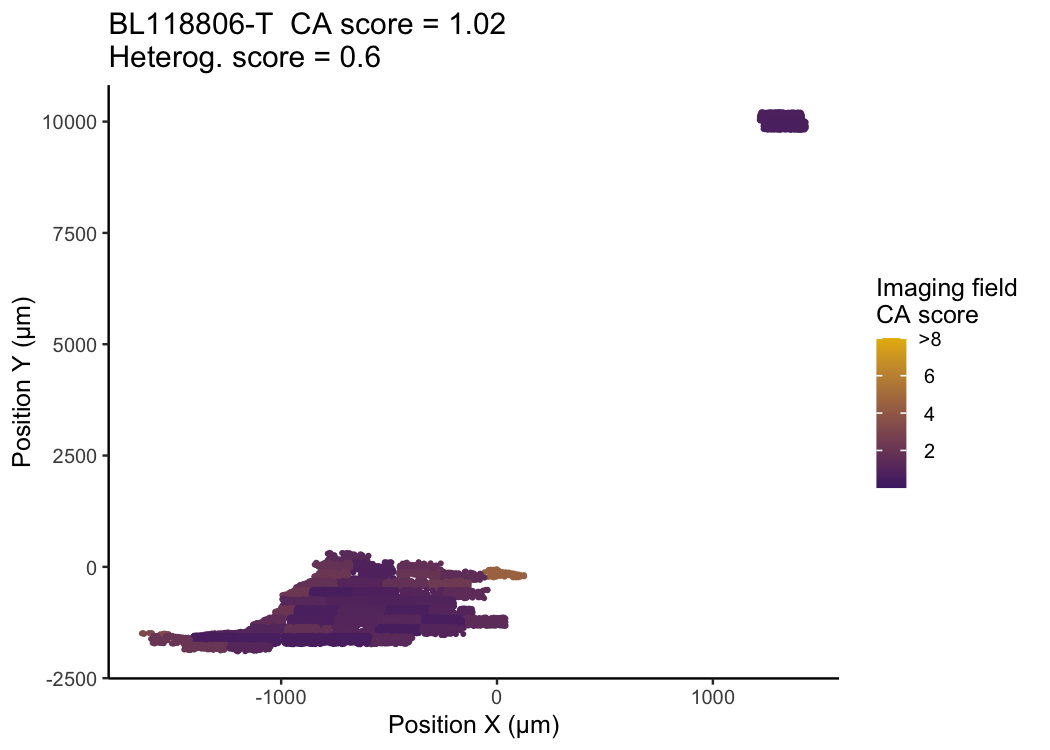 BL118806-T  CA score = 1.02
Heterog. score = 0.6
10000
7500
5000
2500
0
-2500
Position Y (µm)
-1000
0
1000
Position X (µm)
Imaging field
CA score
>8
6
4
2